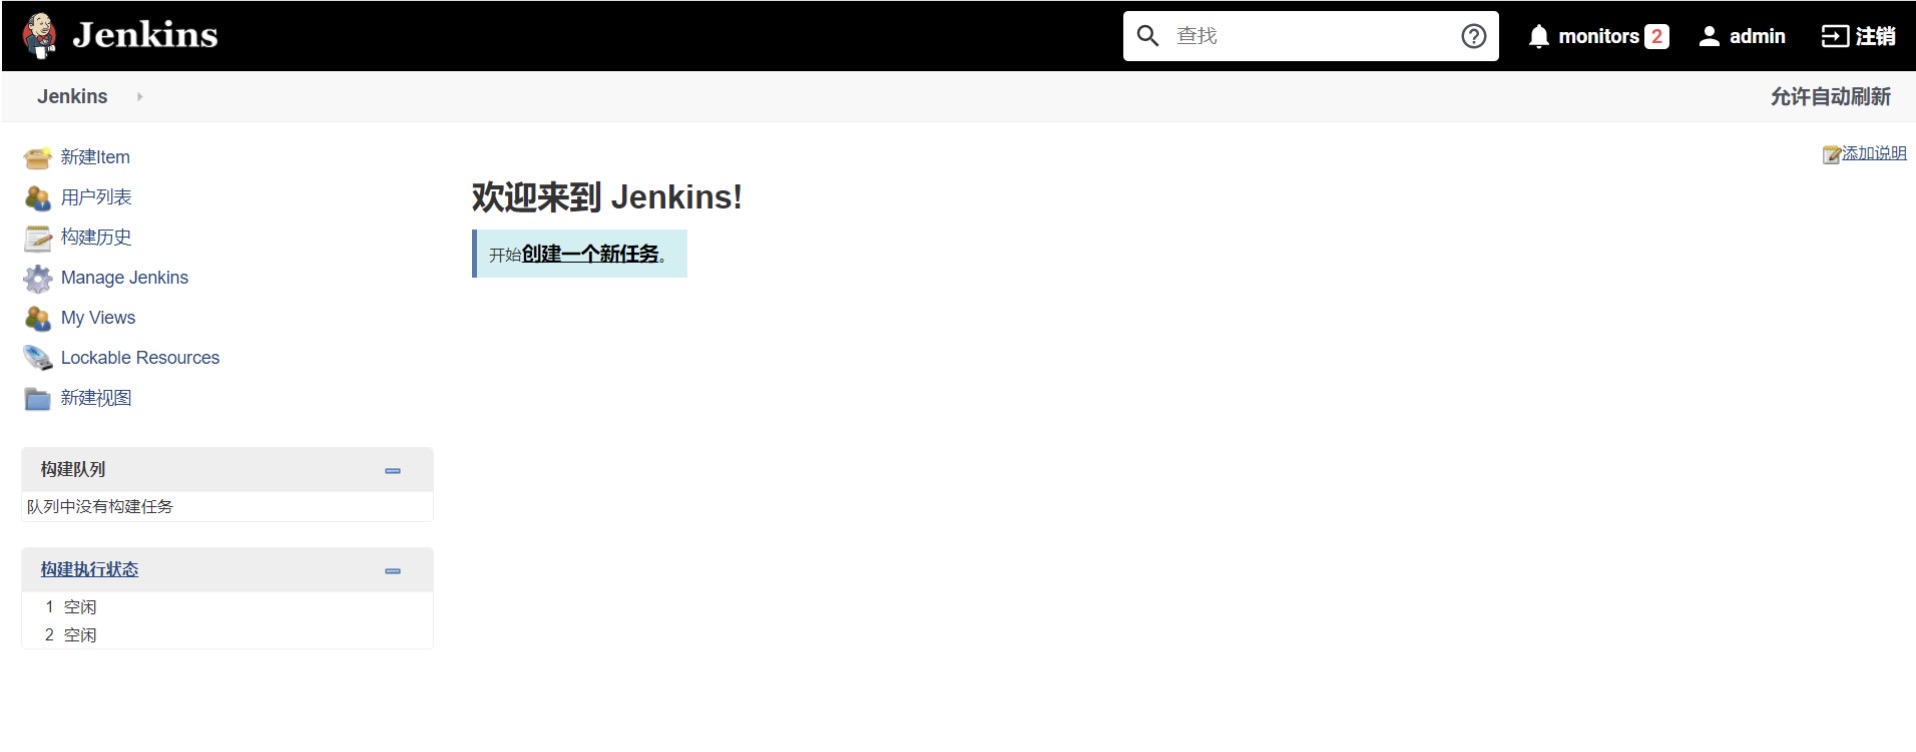 Jenkins
查找
monitors 2
admin
注销
Jenkins
允许自动刷新
新建Item
用户列表
构建历史
Manage Jenkins
My Views
Lockable Resources
新建视图
构建队列
队列中没有构建任务
构建执行状态
1 空闲
2 空闲
添加说明
欢迎来到 Jenkins!
开始创建一个新任务。